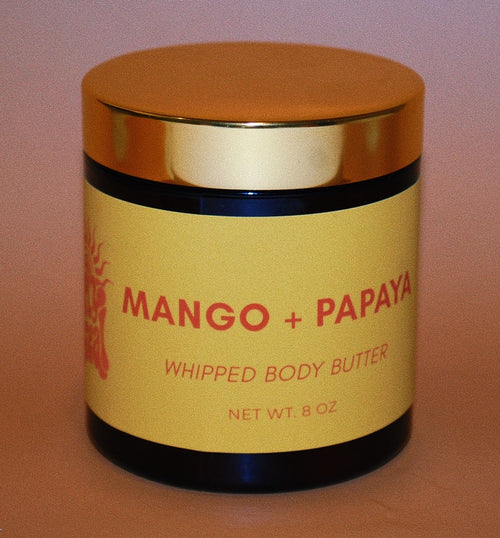 MANGO + PAPAYA
WHIPPED BODY BUTTER
NET WT. 8 OZ